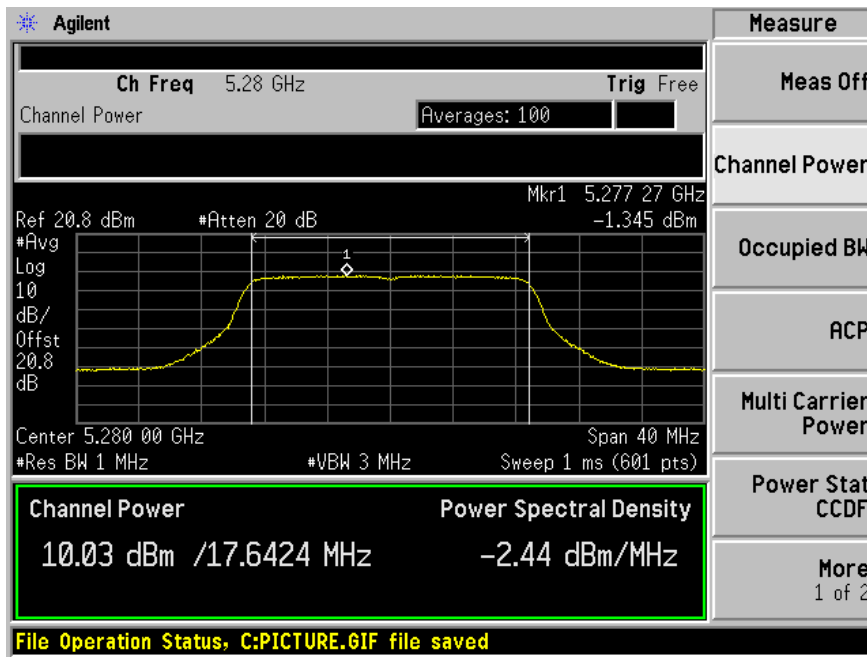 Agilent
Measure
Ch Freq 5.28 GHz Trig Free
Meas Off
Channel Power Averages: 100
Channel Power
Mkr1 5.277 27 GHz
Ref 20.8 dBm #Atten 20 dB -1.345 dBm
#Avg
Log
10
dB/
Offst
20.8
dB
1
Occupied BW
ACP
Multi Carrier
Power
Center 5.280 00 GHz Span 40 MHz
#Res BW 1 MHz #VBW 3 MHz Sweep 1 ms (601 pts)
Power Stat
CCDF
Channel Power Power Spectral Density
10.03 dBm /17.6424 MHz -2.44 dBm/MHz
More
1 of 2
File Operation Status, C:PICTURE.GIF file saved